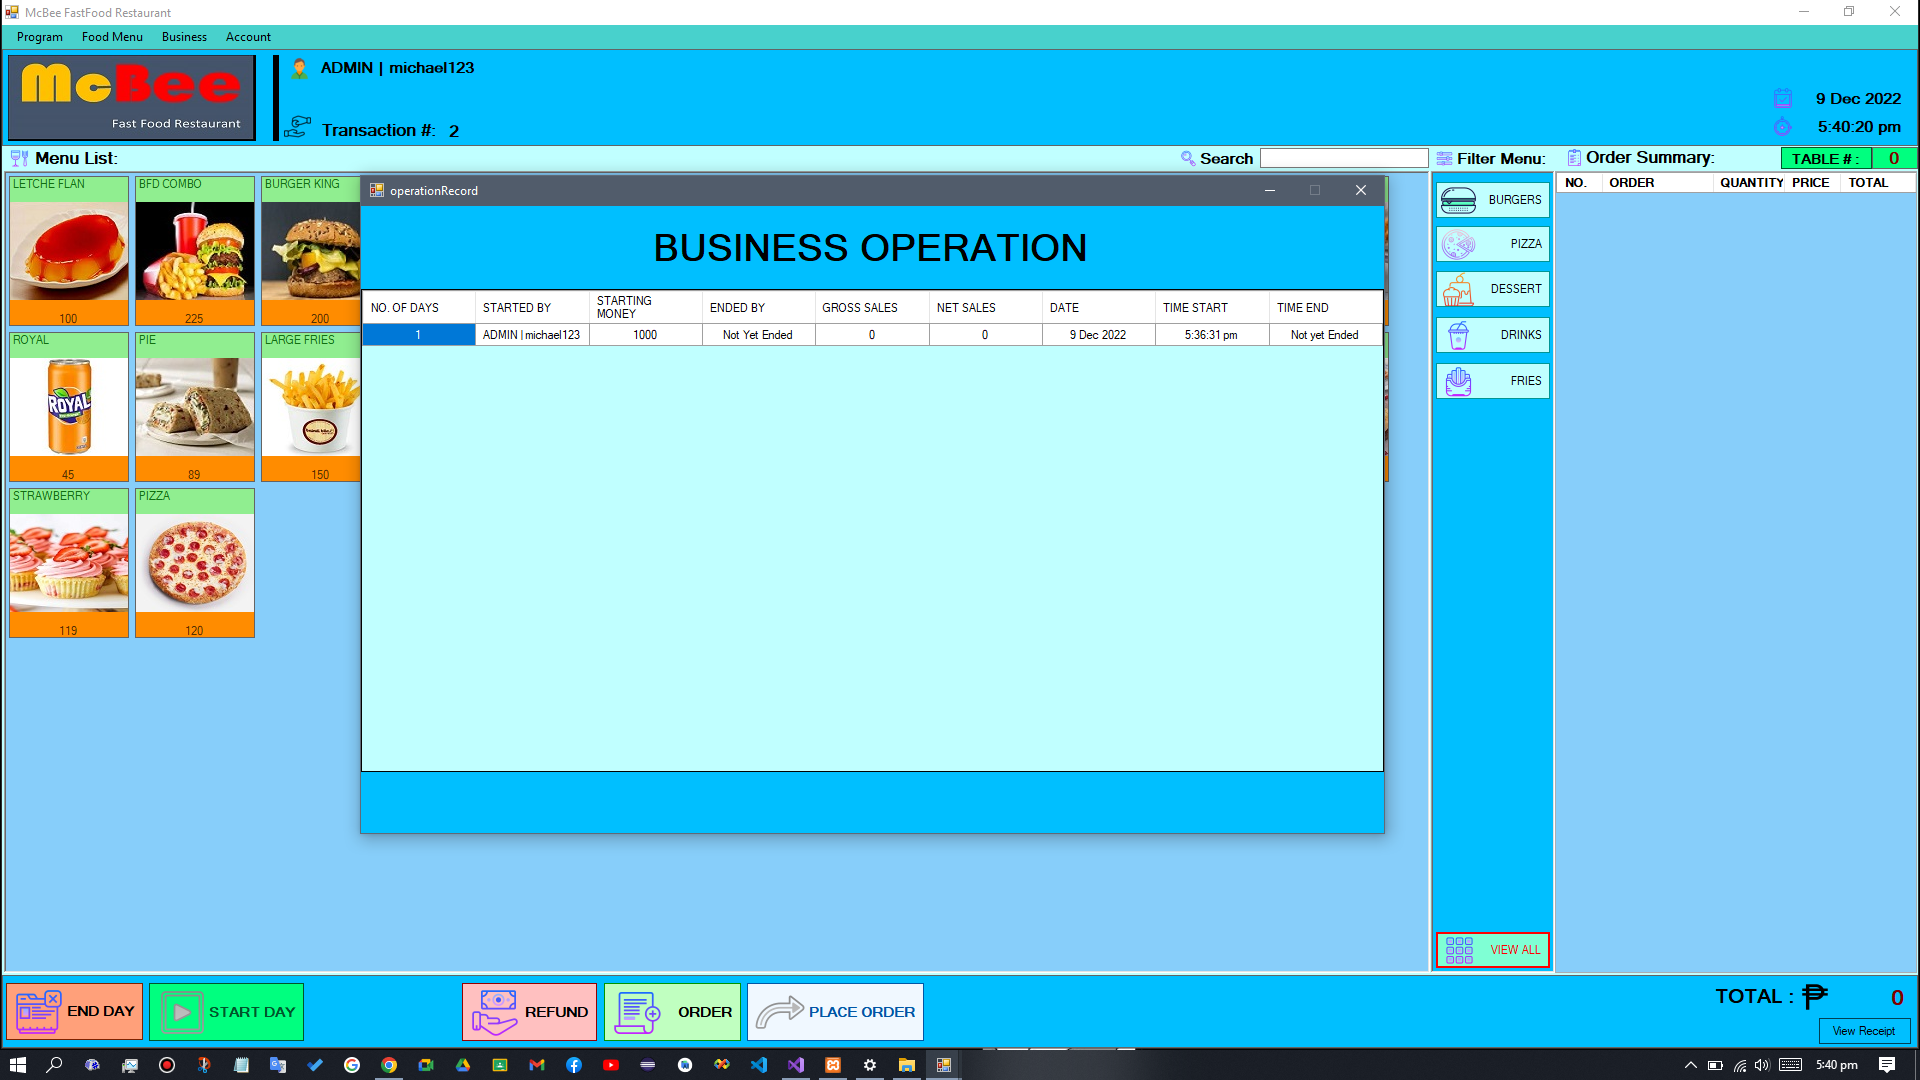 McBee FastFood Restaurant
Program Food Menu Business Account
McBee
Fast Food Restaurant
ADMIN | michael123
Transaction #: 2
9 Dec 2022
5:40:20 pm
Menu List:
Search
Filter Menu:
Order Summary:
TABLE # : 0
LETCHE FLAN
100
BFD COMBO
225
BURGER KING
200
ROYAL
ROYAL
45
PIE
89
LARGE FRIES
150
STRAWBERRY
119
PIZZA
120
operationRecord
BUSINESS OPERATION
NO. OF DAYS STARTED BY STARTING MONEY ENDED BY GROSS SALES NET SALES DATE TIME START TIME END
1 ADMIN | michael123 1000 Not Yet Ended 0 0 9 Dec 2022 5:36:31 pm Not yet Ended
BURGERS
PIZZA
DESSERT
DRINKS
FRIES
VIEW ALL
NO. ORDER QUANTITY PRICE TOTAL
END DAY
START DAY
REFUND
ORDER
PLACE ORDER
TOTAL : ₱ 0
View Receipt
5:40 pm